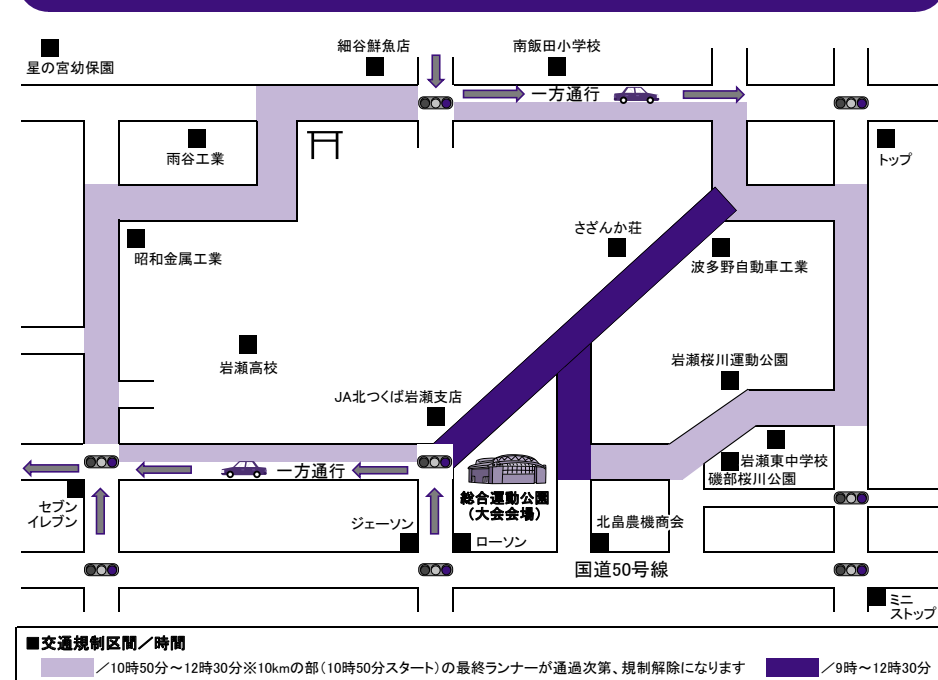 細谷鮮魚店
南飯田小学校
星の宮幼保園
一方通行
雨谷工業
トップ
さざんか荘
昭和金属工業
波多野自動車工業
岩瀬高校
岩瀬桜川運動公園
JA北つくば岩瀬支店
一方通行
岩瀬東中学校
磯部桜川公園
総合運動公園
（大会会場）
セブン
イレブン
ジェーソン
ローソン
北畠農機商会
国道50号線
ミニ
ストップ
■交通規制区間／時間
／10時50分～12時30分※10kmの部（10時50分スタート）の最終ランナーが通過次第、規制解除になります
／9時～12時30分